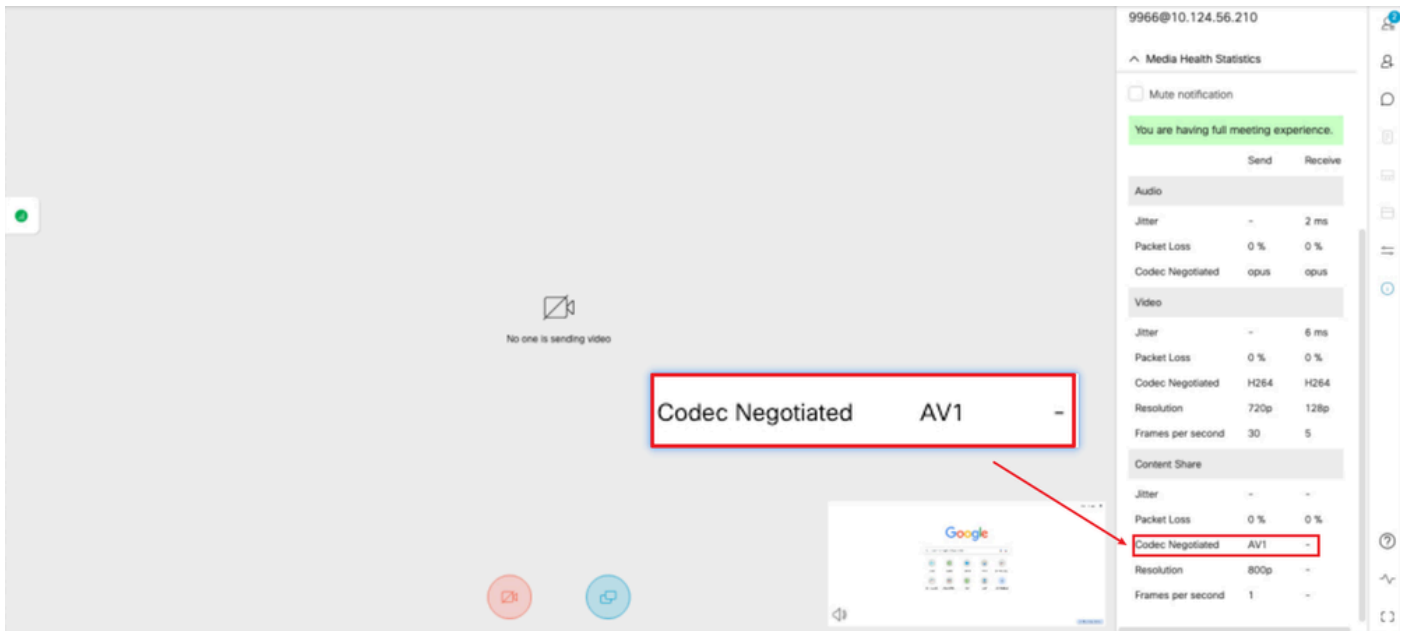 9966@10.124.56.210
2
Media Health Statistics
Mute notification
You are having full meeting experience.
Send Receive
Audio
Jitter - 2 ms
Packet Loss 0 % 0 %
Codec Negotiated opus opus
Video
Jitter - 6 ms
Packet Loss 0 % 0 %
Codec Negotiated H264 H264
Resolution 720p 128p
Frames per second 30 5
Content Share
Jitter - -
Packet Loss 0 % 0 %
Codec Negotiated AV1 -
Resolution 800p -
Frames per second 1 -
No one is sending video
Codec Negotiated AV1 -
Google